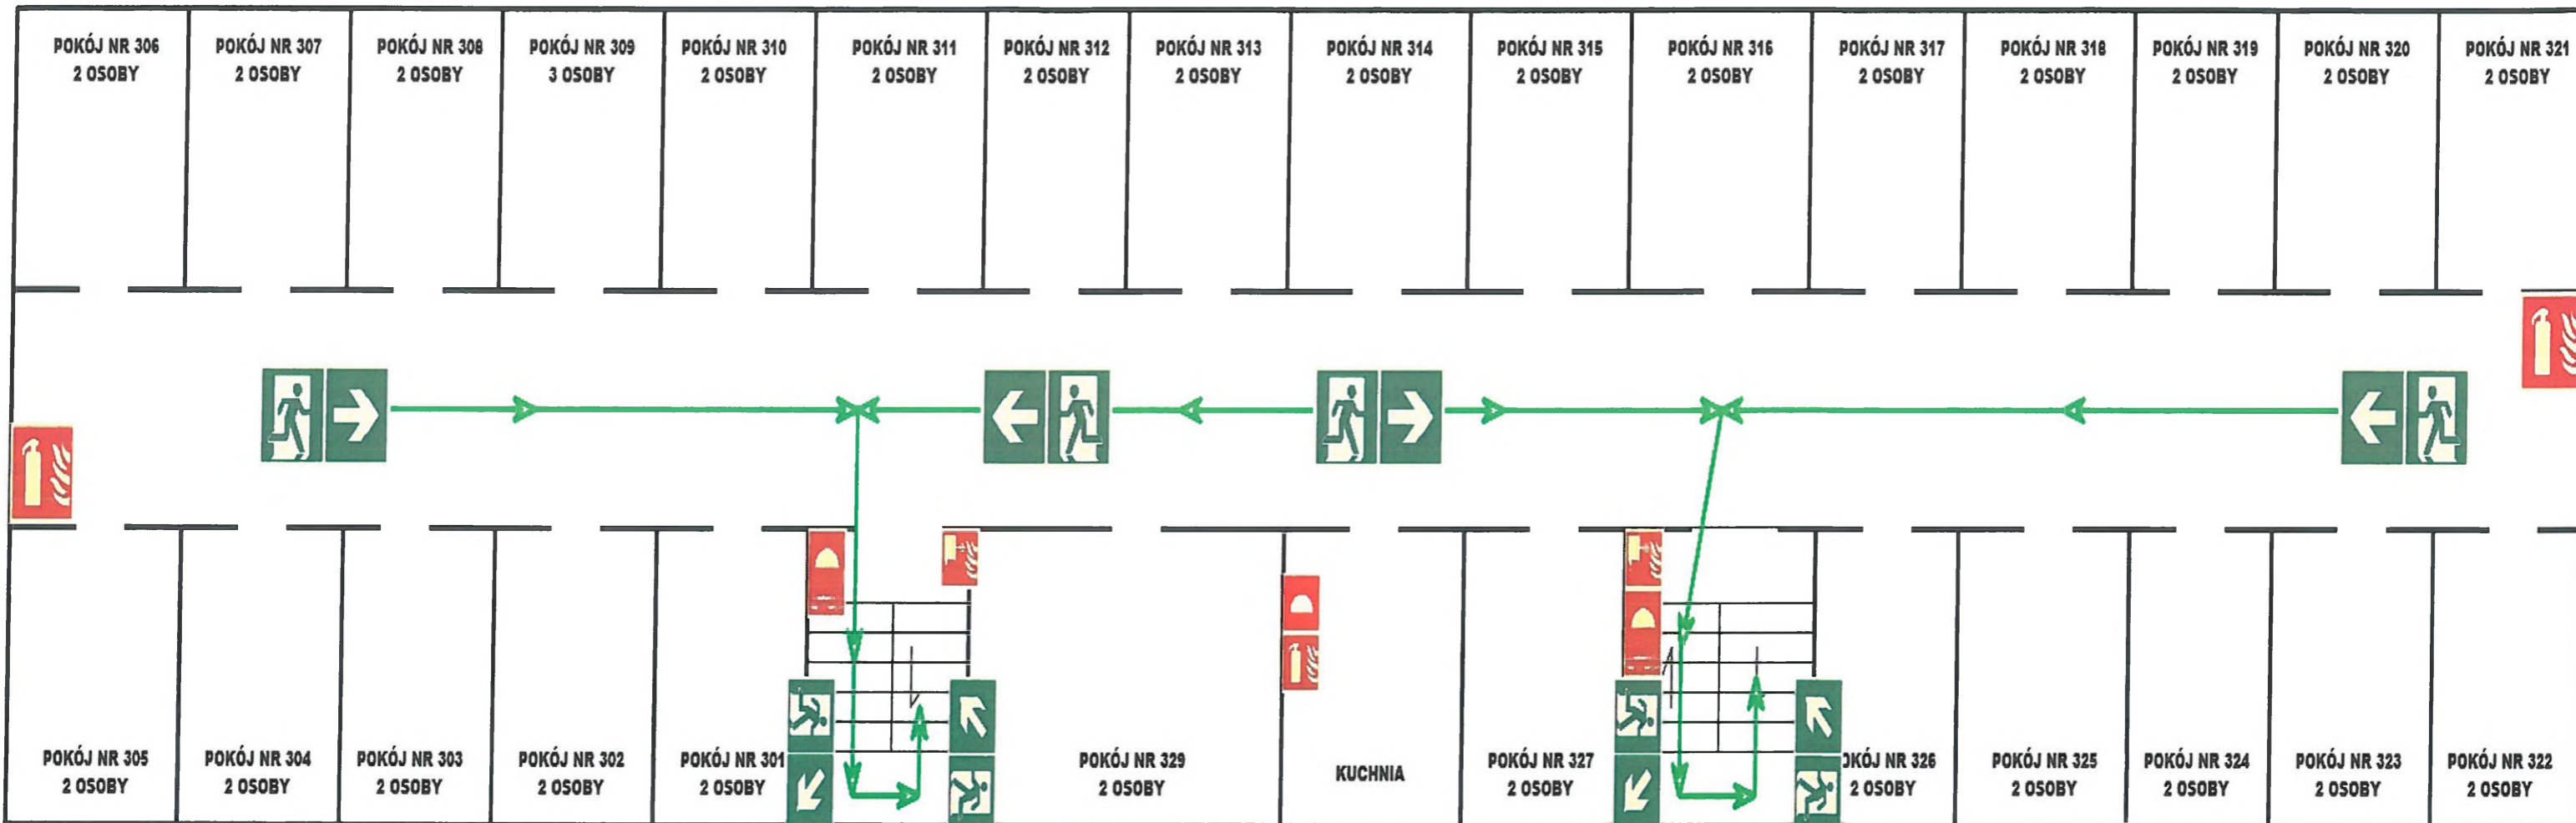 POKÓJ NR 306
2 OSOBY
POKÓJ NR 307
2 OSOBY
POKÓJ NR 308
2 OSOBY
POKÓJ NR 309
3 OSOBY
POKÓJ NR 310
2 OSOBY
POKÓJ NR 311
2 OSOBY
POKÓJ NR 312
2 OSOBY
POKÓJ NR 313
2 OSOBY
POKÓJ NR 314
2 OSOBY
POKÓJ NR 315
2 OSOBY
POKÓJ NR 316
2 OSOBY
POKÓJ NR 317
2 OSOBY
POKÓJ NR 318
2 OSOBY
POKÓJ NR 319
2 OSOBY
POKÓJ NR 320
2 OSOBY
POKÓJ NR 321
2 OSOBY
POKÓJ NR 305
2 OSOBY
POKÓJ NR 304
2 OSOBY
POKÓJ NR 303
2 OSOBY
POKÓJ NR 302
2 OSOBY
POKÓJ NR 301
2 OSOBY
POKÓJ NR 329
2 OSOBY
KUCHNIA
POKÓJ NR 327
2 OSOBY
OKÓJ NR 326
2 OSOBY
POKÓJ NR 325
2 OSOBY
POKÓJ NR 324
2 OSOBY
POKÓJ NR 323
2 OSOBY
POKÓJ NR 322
2 OSOBY